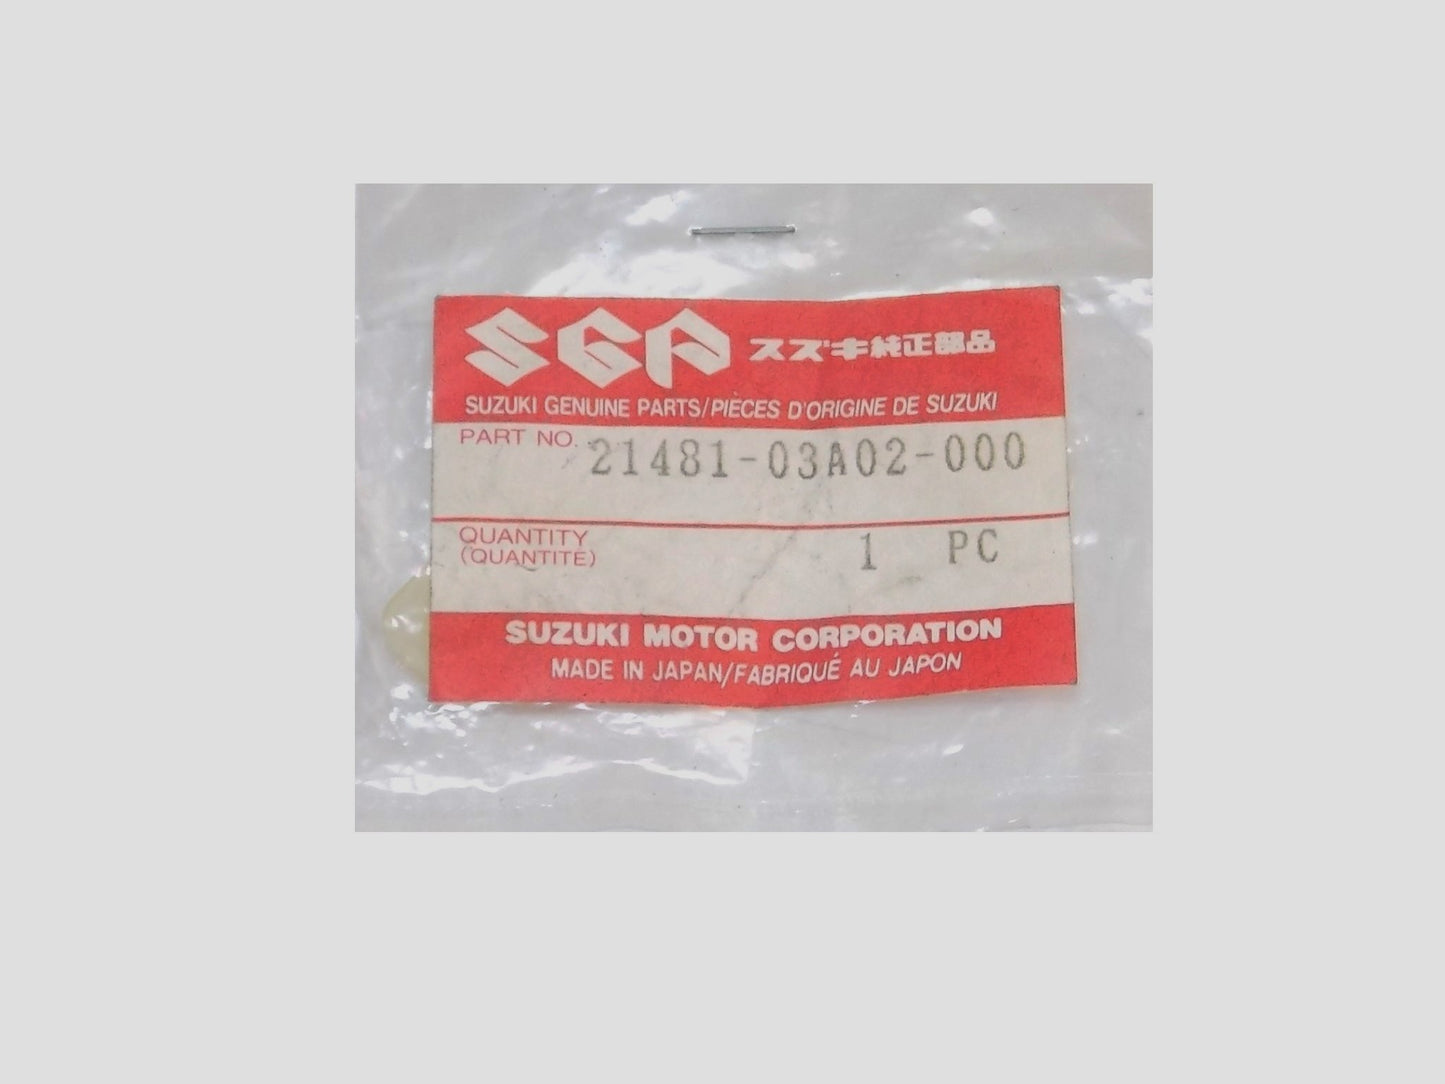 SGP スズキ純正部品
SUZUKI GENUINE PARTS/PIÈCES D'ORIGINE DE SUZUKI
PART NO. 21481-03A02-000
QUANTITY 1 PC
(QUANTITÉ)
SUZUKI MOTOR CORPORATION
MADE IN JAPAN/FABRIQUÉ AU JAPON